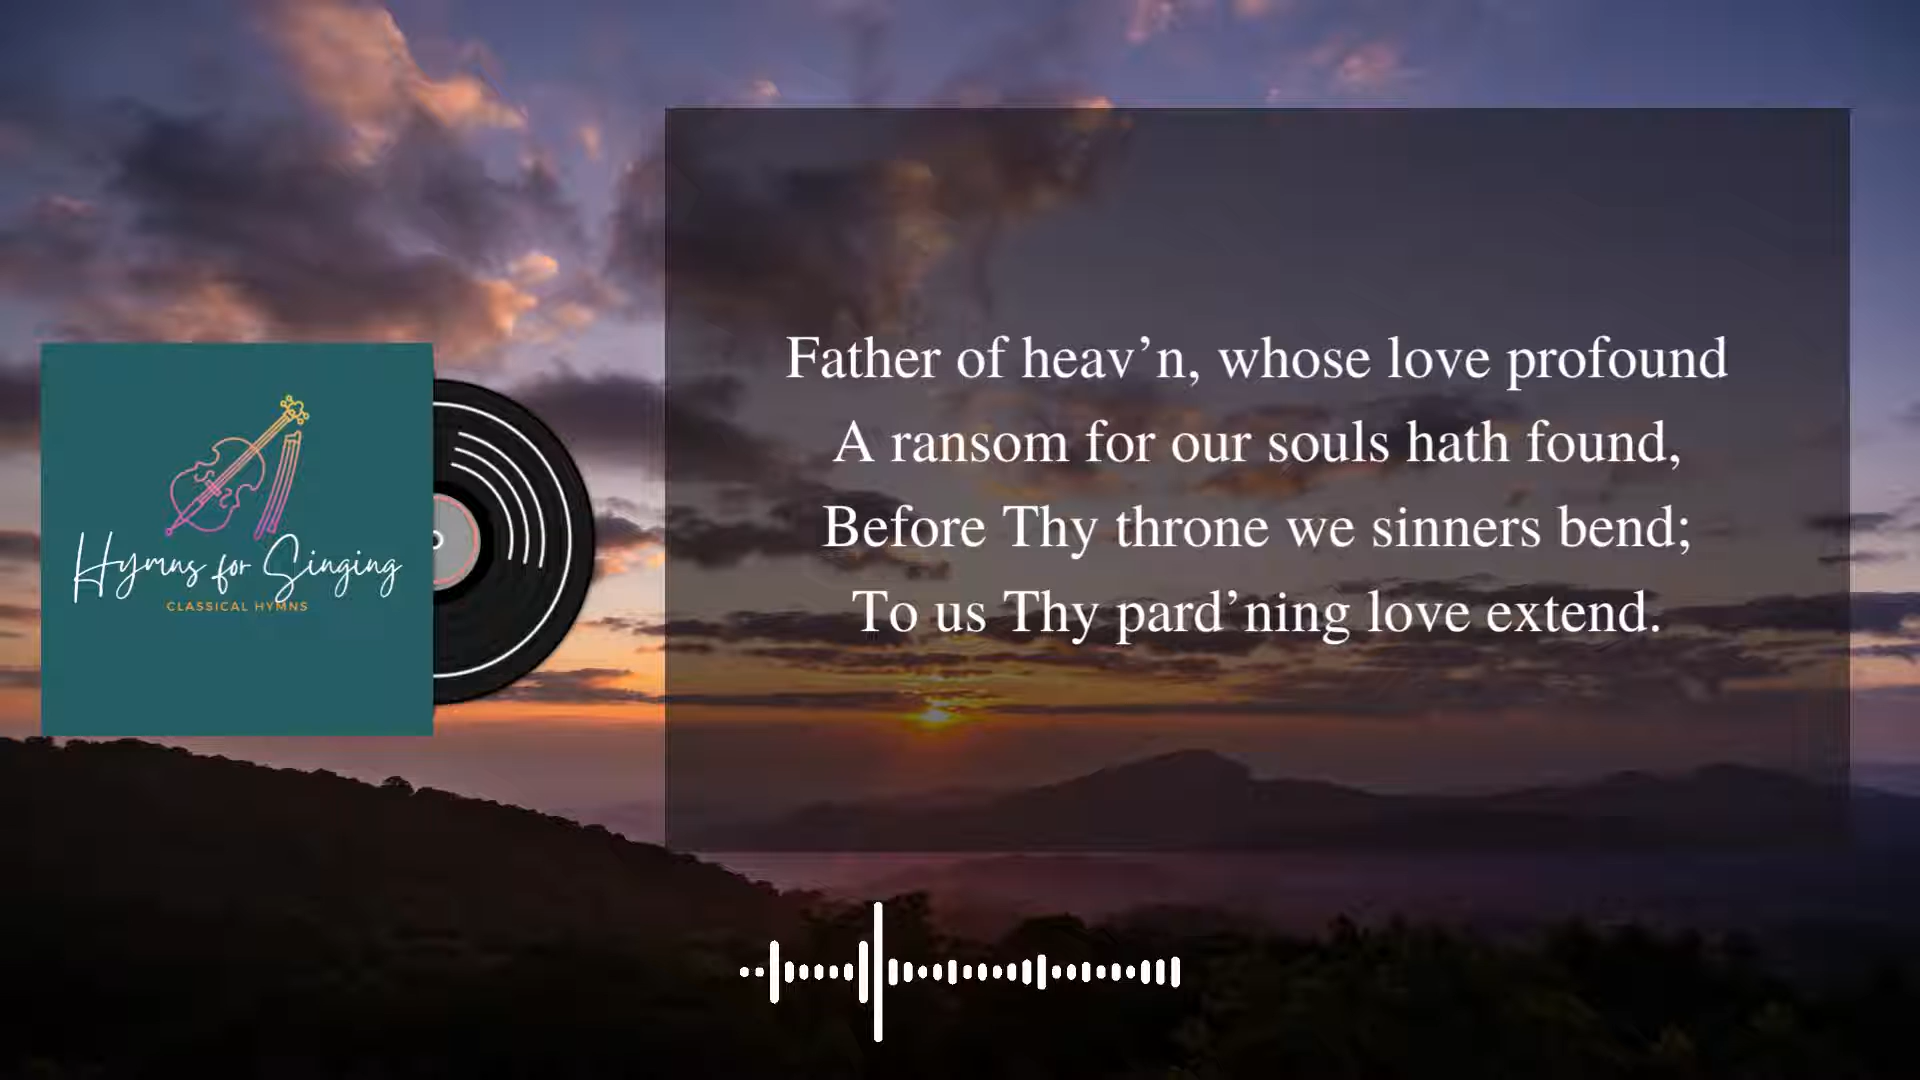 Father of heav’n, whose love profound
A ransom for our souls hath found,
Before Thy throne we sinners bend;
To us Thy pard’ning love extend.
Hymns for Singing
CLASSICAL HYMNS